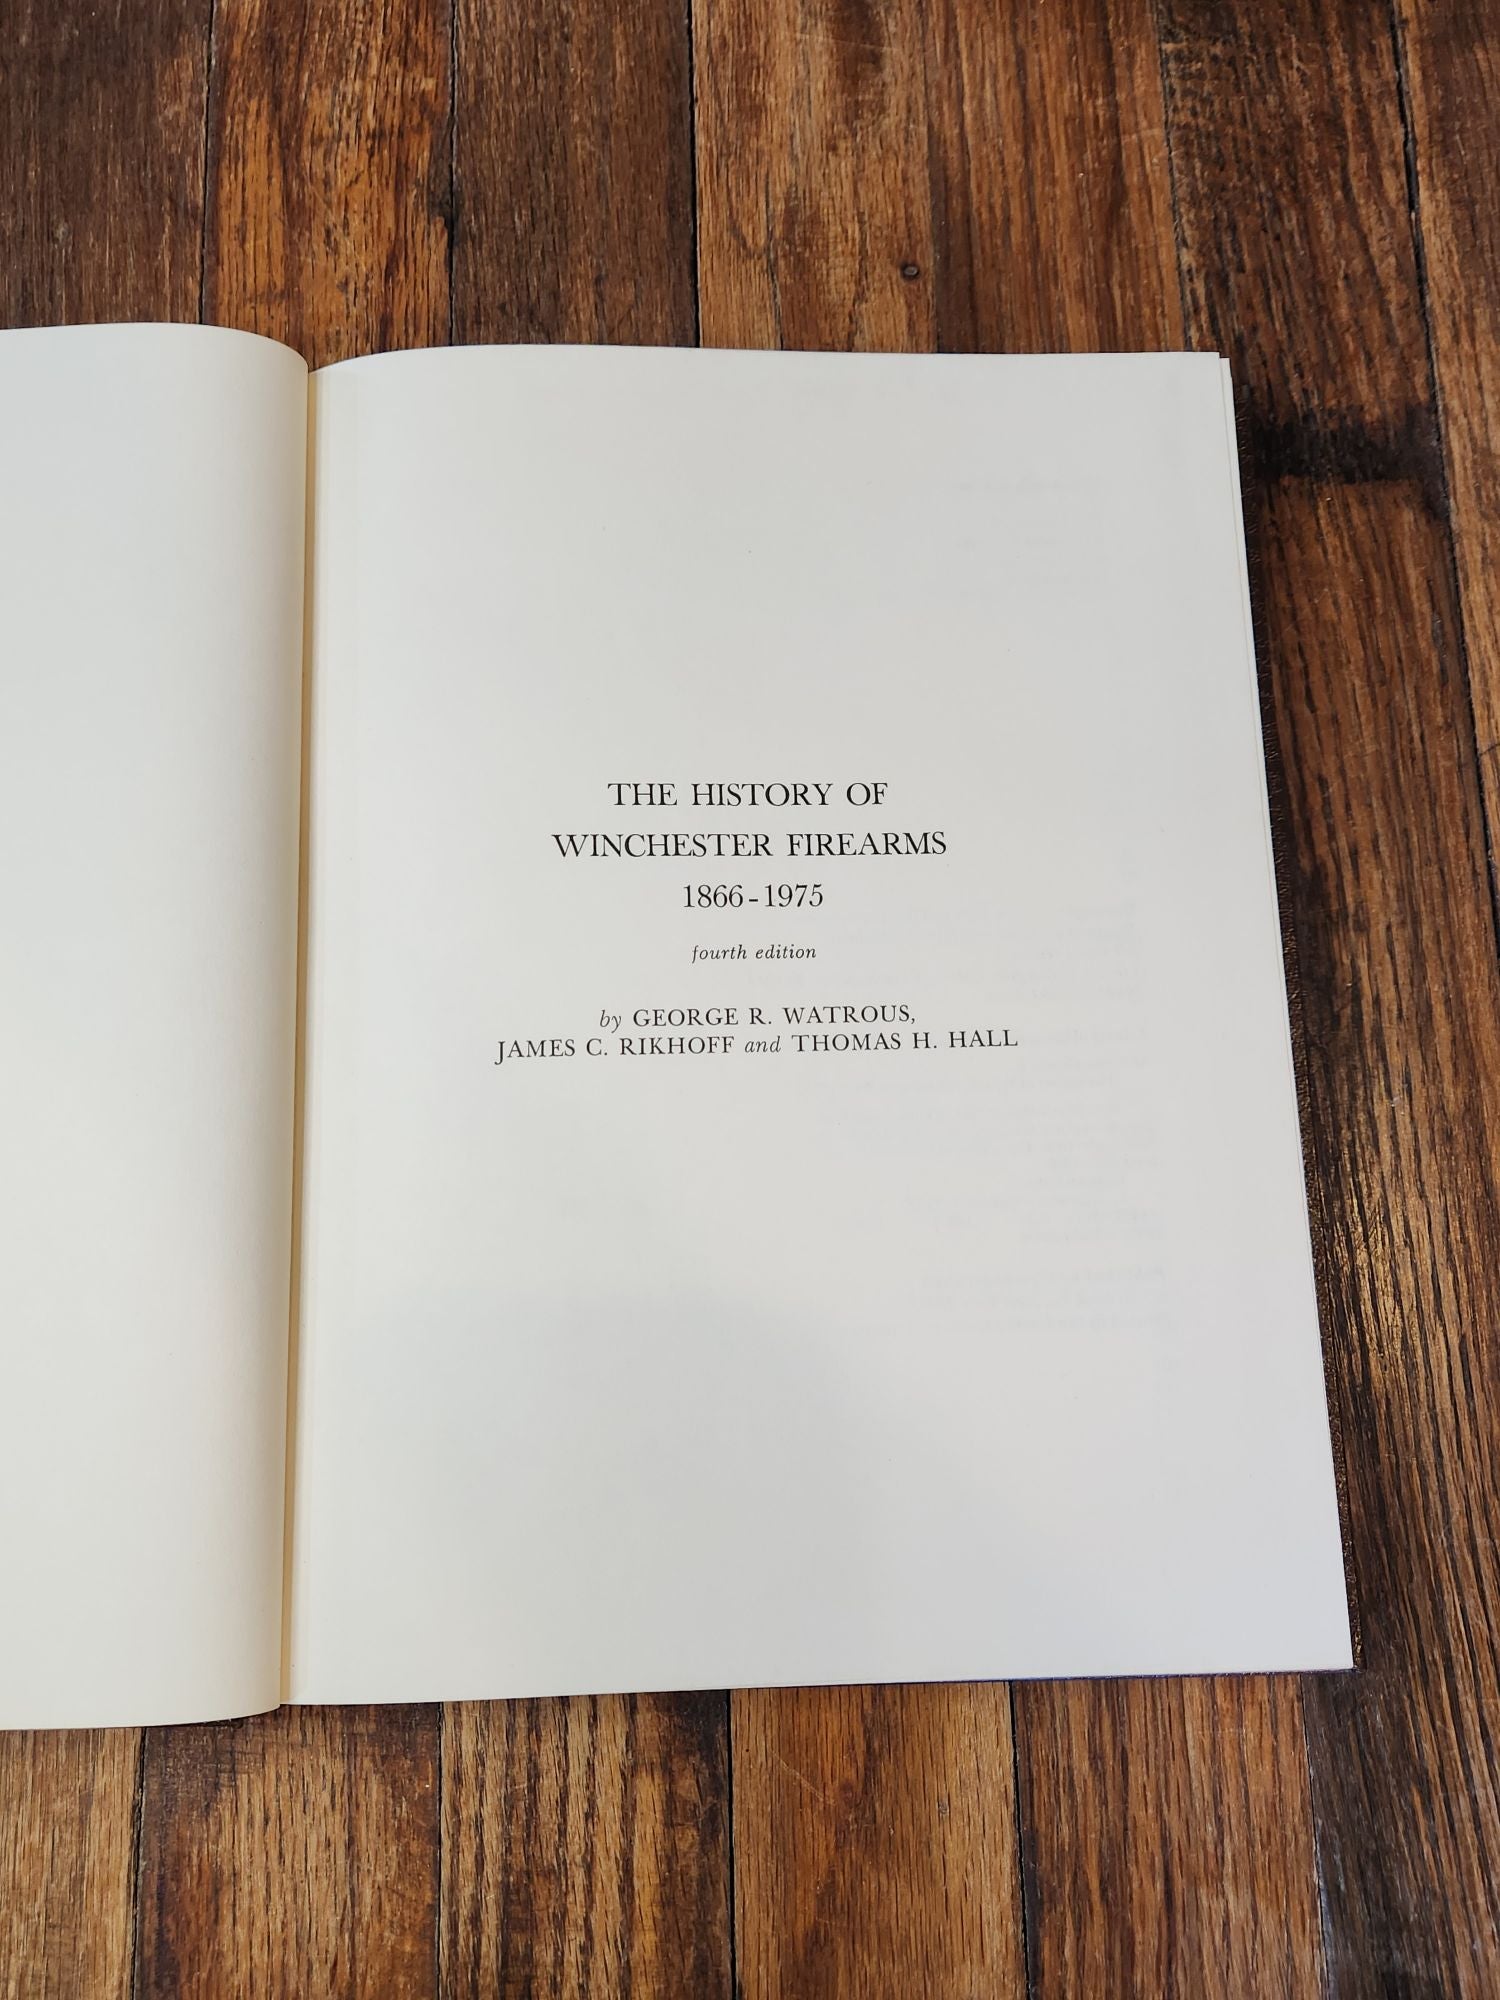 THE HISTORY OF
WINCHESTER FIREARMS
1866-1975
fourth edition
by GEORGE R. WATROUS,
JAMES C. RIKHOFF and THOMAS H. HALL